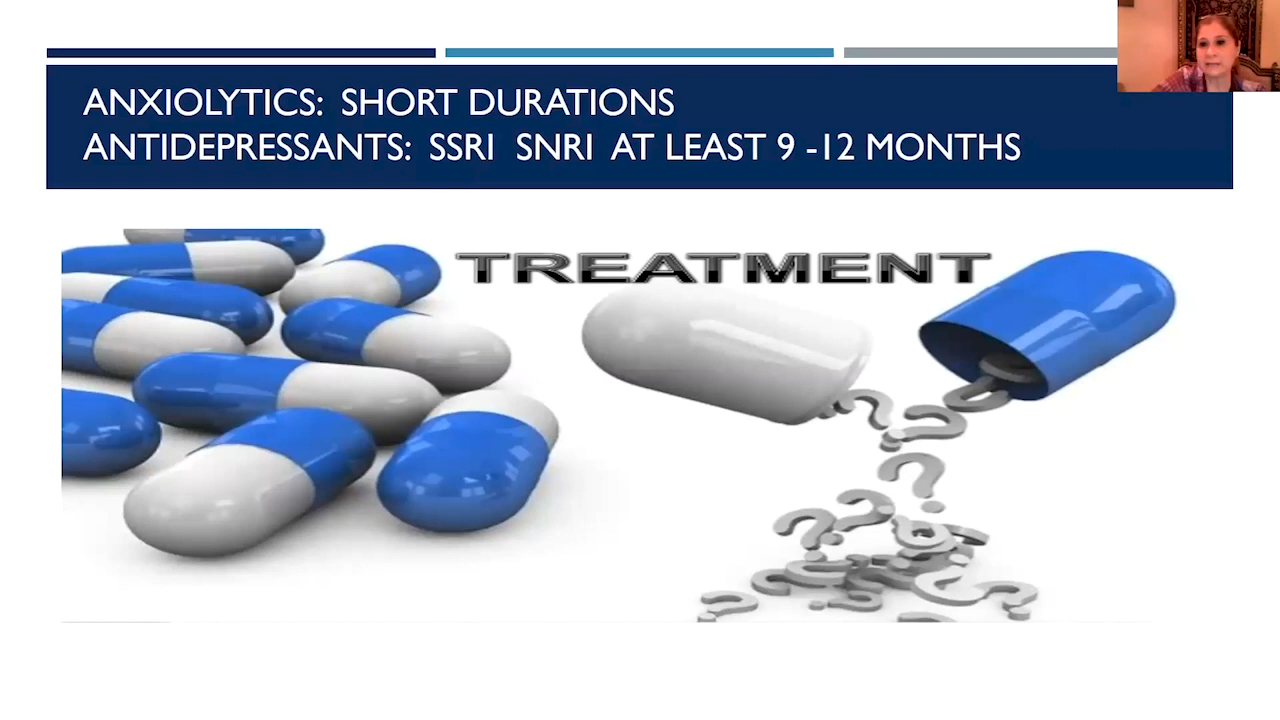 ANXIOLYTICS: SHORT DURATIONS
ANTIDEPRESSANTS: SSRI SNRI AT LEAST 9 -12 MONTHS
TREATMENT